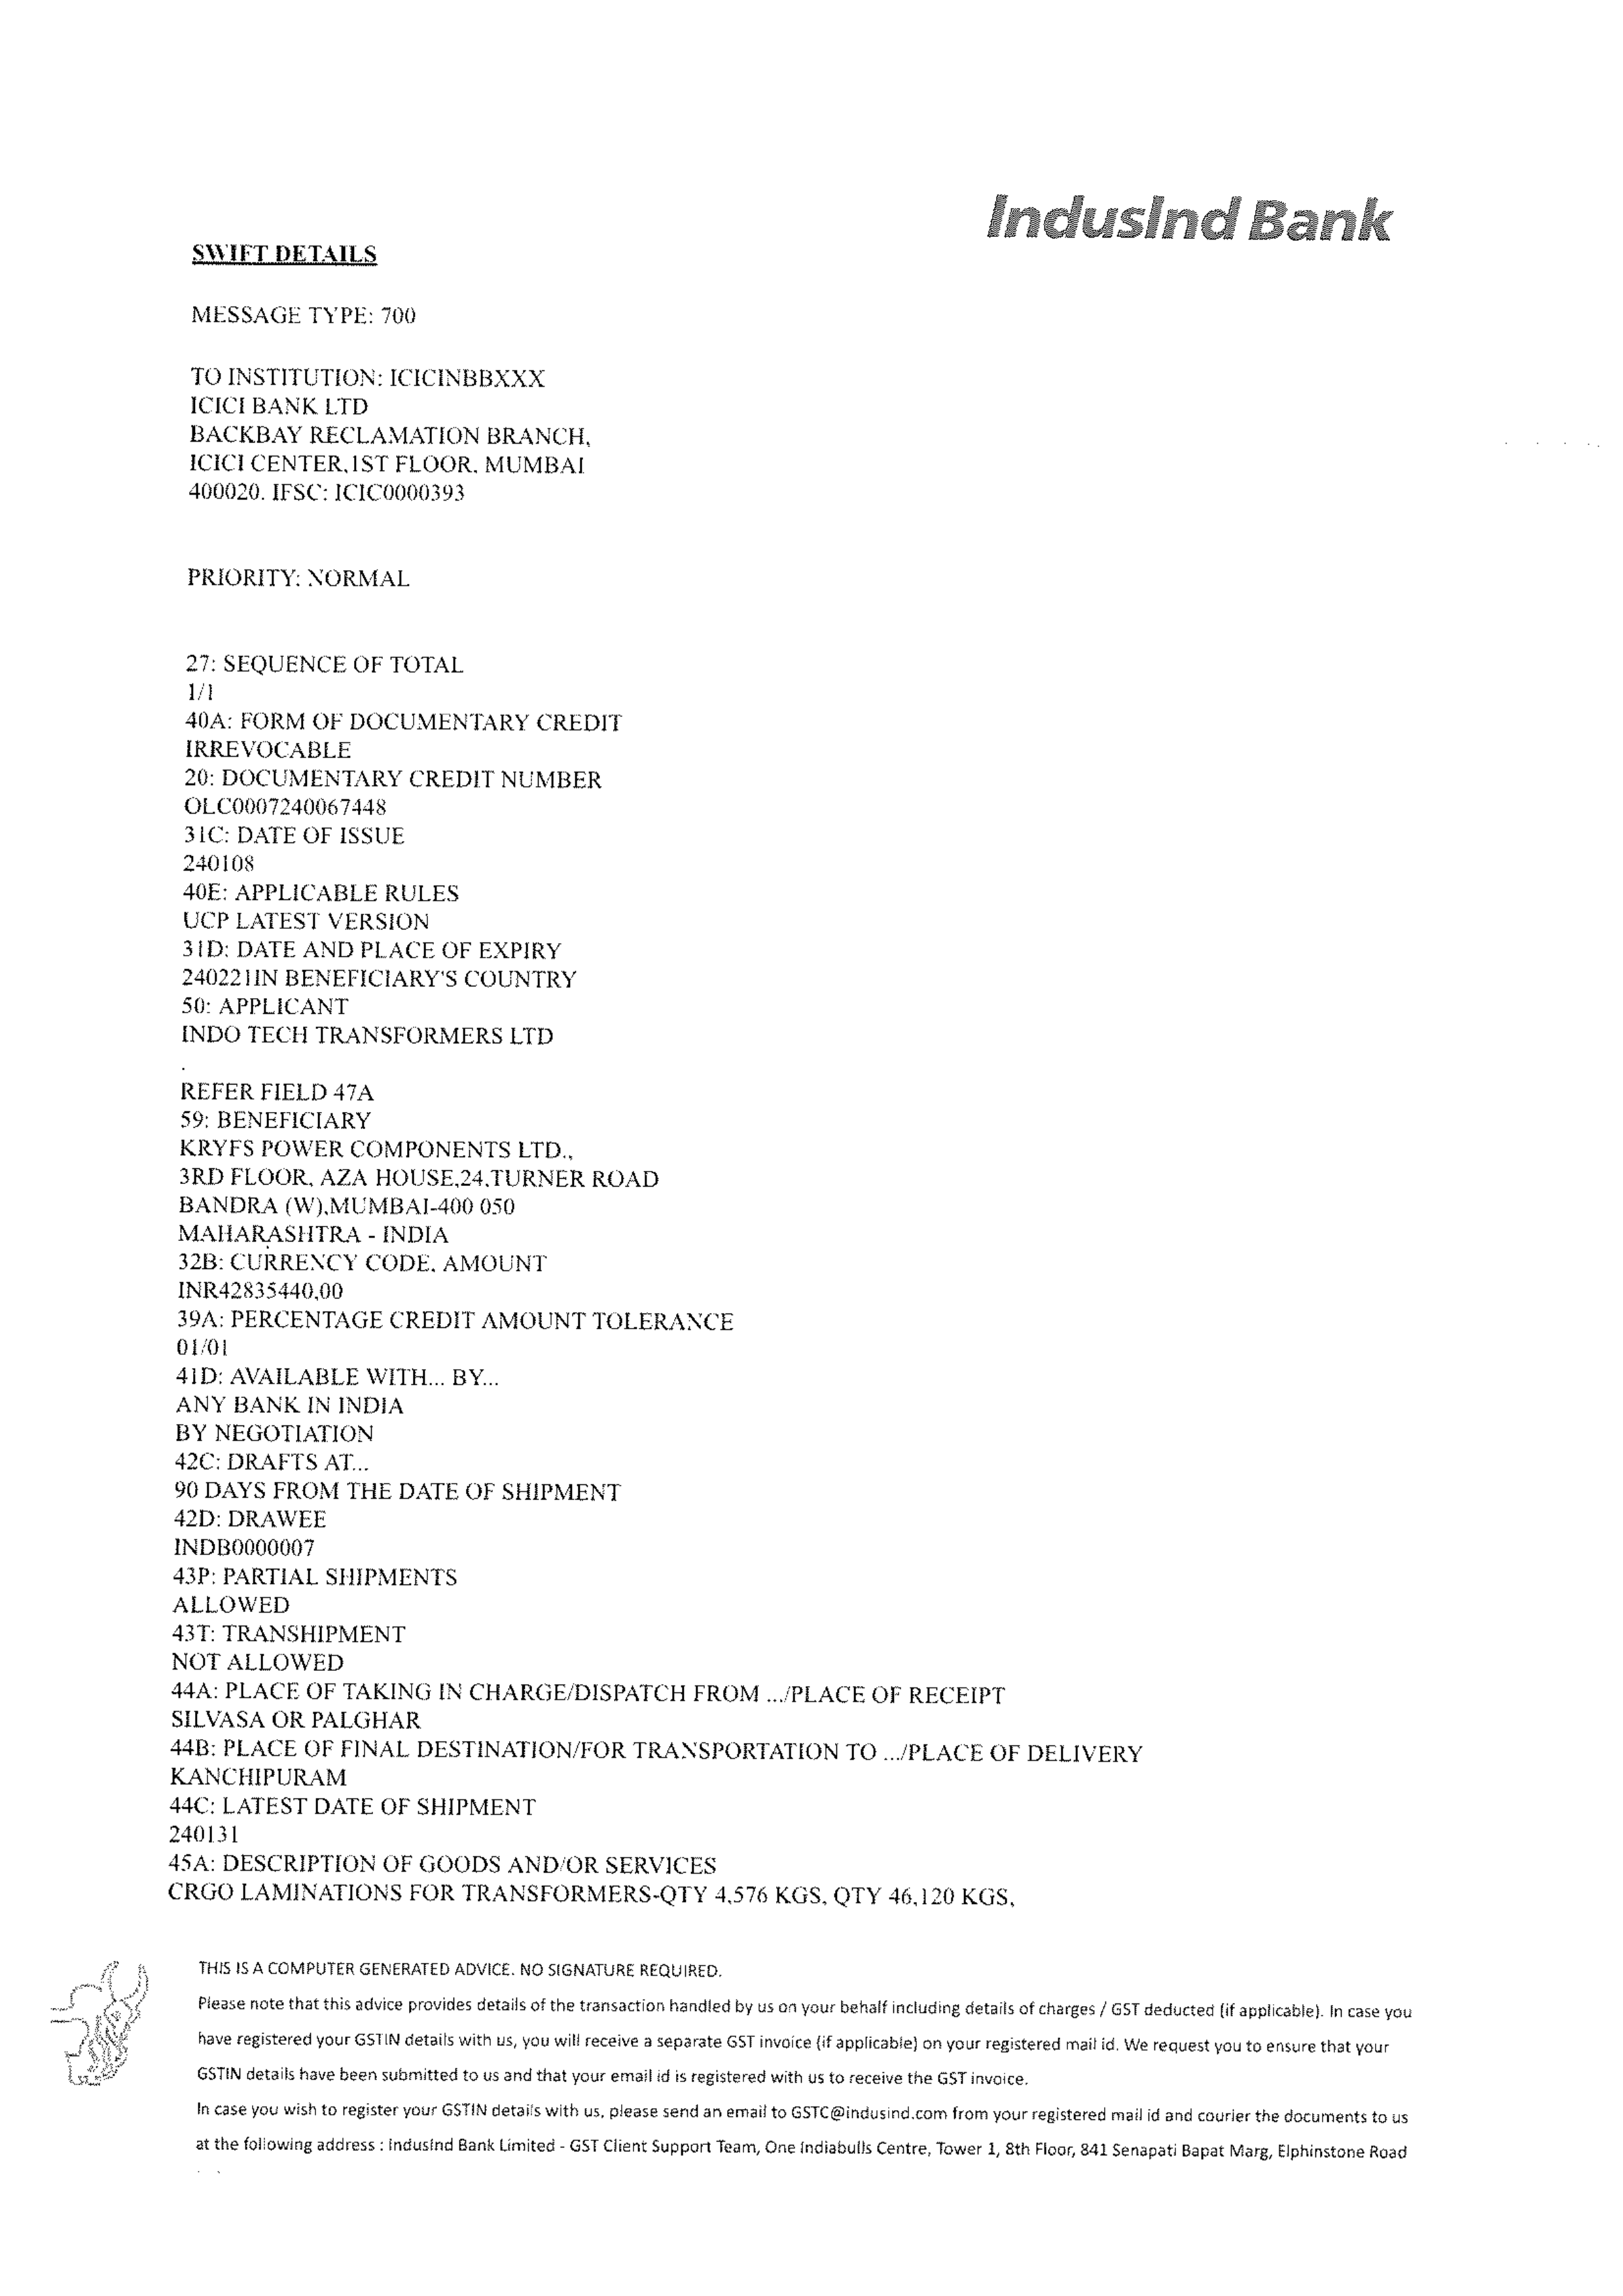 IndusInd Bank
SWIFT DETAILS
MESSAGE TYPE: 700
TO INSTITUTION: ICICINBBXXX
ICICI BANK LTD
BACKBAY RECLAMATION BRANCH,
ICICI CENTER,1ST FLOOR, MUMBAI
400020. IFSC: ICIC0000393
PRIORITY: NORMAL
27: SEQUENCE OF TOTAL
1/1
40A: FORM OF DOCUMENTARY CREDIT
IRREVOCABLE
20: DOCUMENTARY CREDIT NUMBER
OLC0007240067448
31C: DATE OF ISSUE
240108
40E: APPLICABLE RULES
UCP LATEST VERSION
31D: DATE AND PLACE OF EXPIRY
240221IN BENEFICIARY'S COUNTRY
50: APPLICANT
INDO TECH TRANSFORMERS LTD
.
REFER FIELD 47A
59: BENEFICIARY
KRYFS POWER COMPONENTS LTD.,
3RD FLOOR, AZA HOUSE,24,TURNER ROAD
BANDRA (W),MUMBAI-400 050
MAHARASHTRA - INDIA
32B: CURRENCY CODE, AMOUNT
INR42835440,00
39A: PERCENTAGE CREDIT AMOUNT TOLERANCE
01/01
41D: AVAILABLE WITH... BY...
ANY BANK IN INDIA
BY NEGOTIATION
42C: DRAFTS AT...
90 DAYS FROM THE DATE OF SHIPMENT
42D: DRAWEE
INDB0000007
43P: PARTIAL SHIPMENTS
ALLOWED
43T: TRANSHIPMENT
NOT ALLOWED
44A: PLACE OF TAKING IN CHARGE/DISPATCH FROM .../PLACE OF RECEIPT
SILVASA OR PALGHAR
44B: PLACE OF FINAL DESTINATION/FOR TRANSPORTATION TO .../PLACE OF DELIVERY
KANCHIPURAM
44C: LATEST DATE OF SHIPMENT
240131
45A: DESCRIPTION OF GOODS AND/OR SERVICES
CRGO LAMINATIONS FOR TRANSFORMERS-QTY 4,576 KGS, QTY 46,120 KGS,
THIS IS A COMPUTER GENERATED ADVICE. NO SIGNATURE REQUIRED.
Please note that this advice provides details of the transaction handled by us on your behalf including details of charges / GST deducted (if applicable). In case you
have registered your GSTIN details with us, you will receive a separate GST invoice (if applicable) on your registered mail id. We request you to ensure that your
GSTIN details have been submitted to us and that your email id is registered with us to receive the GST invoice.
In case you wish to register your GSTIN details with us, please send an email to GSTC@indusind.com from your registered mail id and courier the documents to us
at the following address : IndusInd Bank Limited - GST Client Support Team, One Indiabulls Centre, Tower 1, 8th Floor, 841 Senapati Bapat Marg, Elphinstone Road